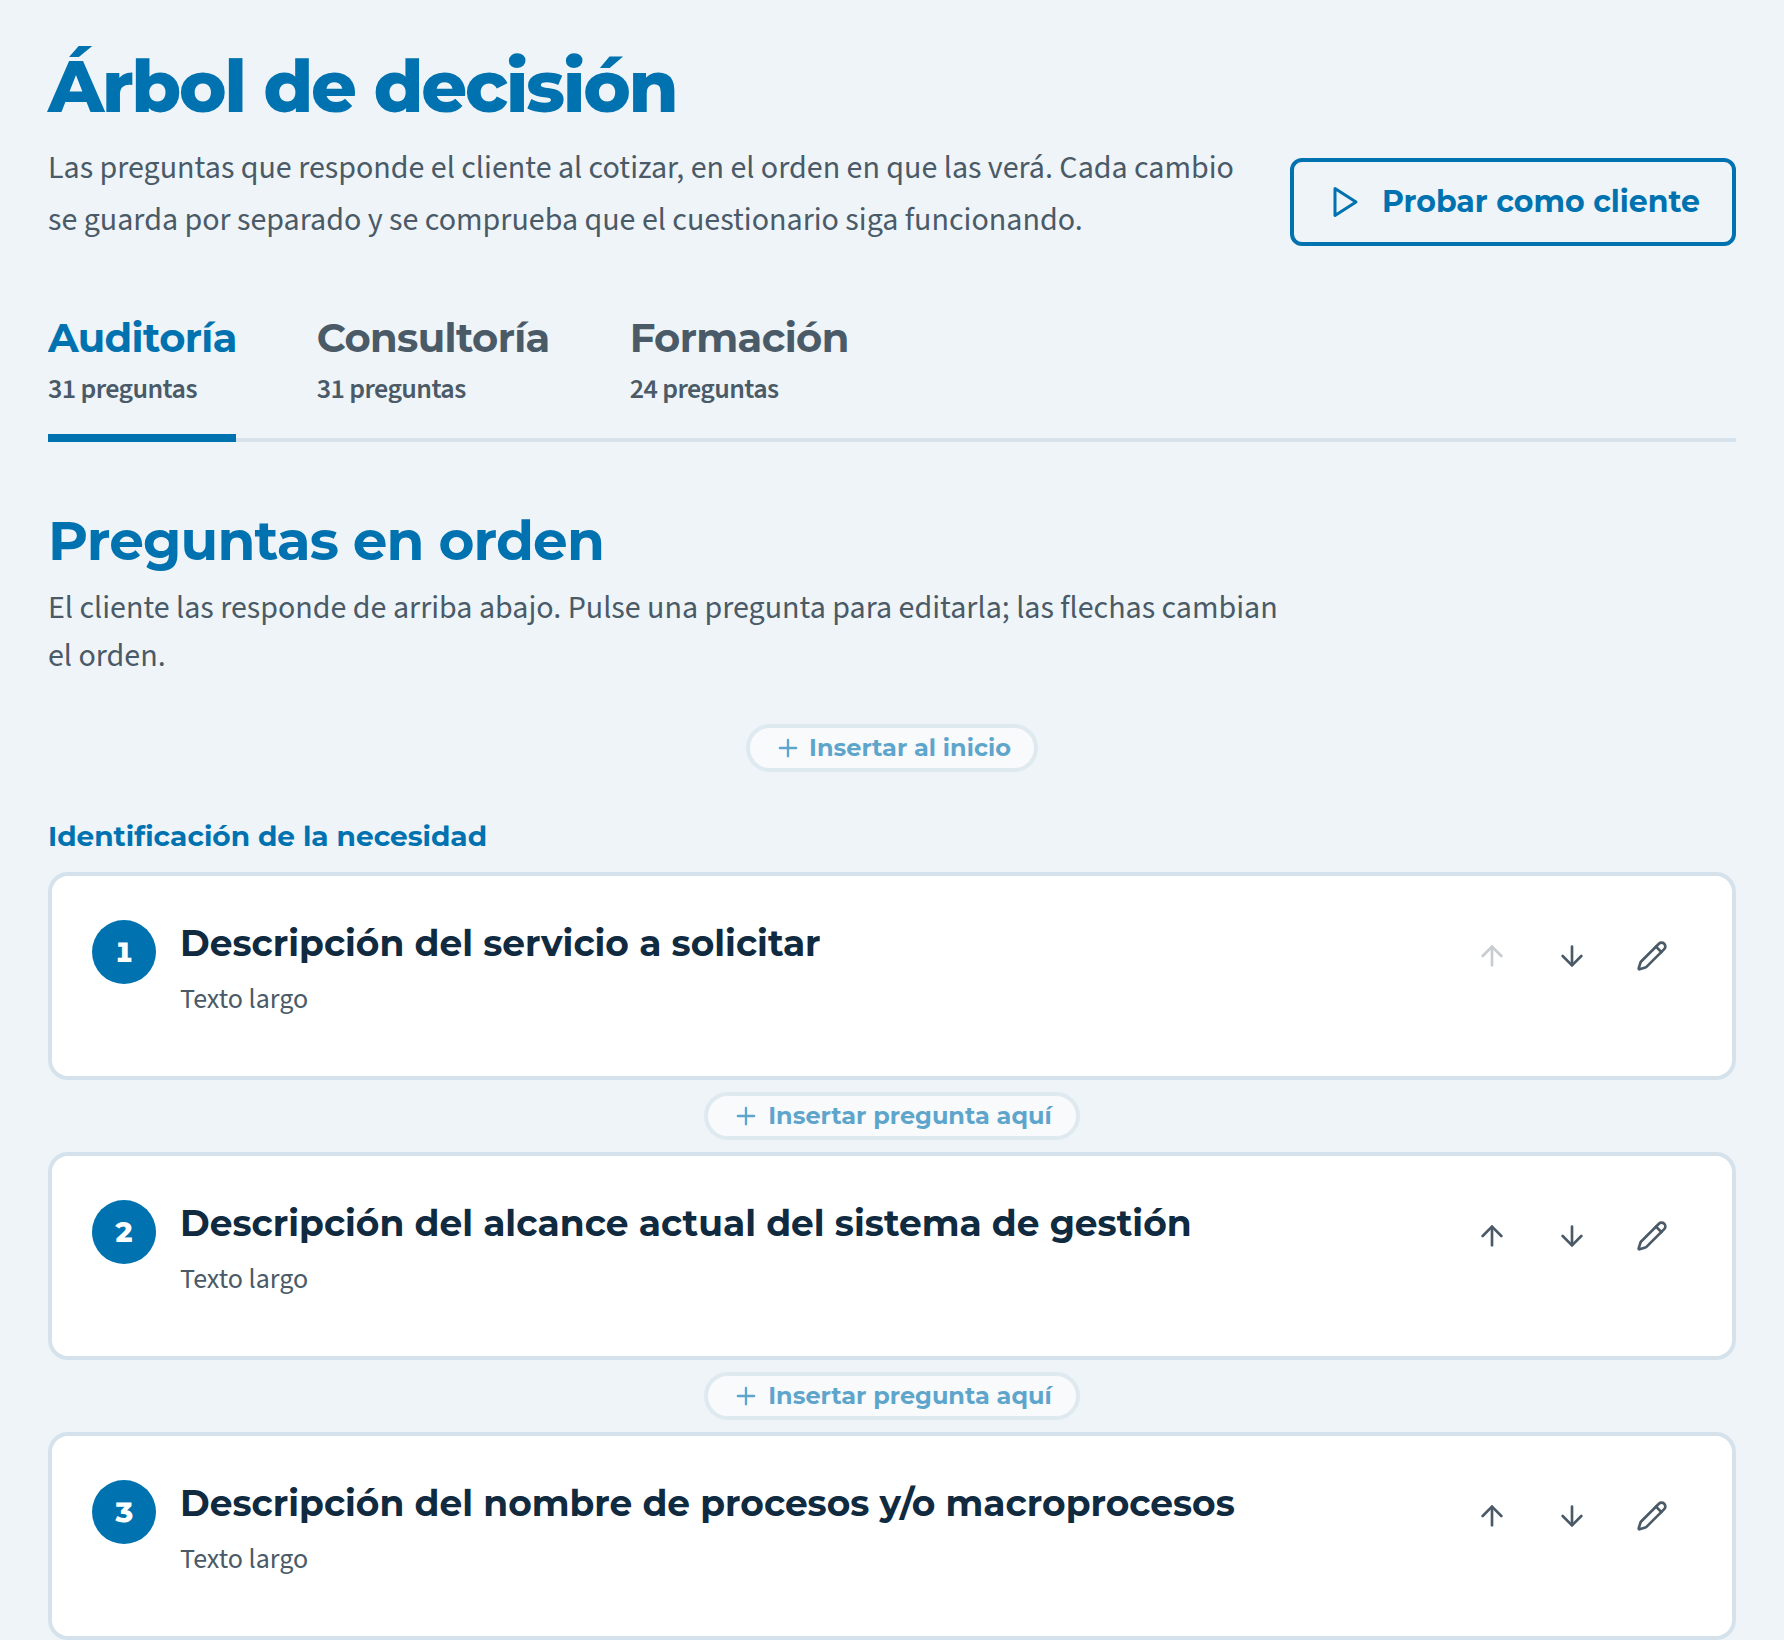 Árbol de decisión
Las preguntas que responde el cliente al cotizar, en el orden en que las verá. Cada cambio
se guarda por separado y se comprueba que el cuestionario siga funcionando.
Probar como cliente
Auditoría
31 preguntas
Consultoría
31 preguntas
Formación
24 preguntas
Preguntas en orden
El cliente las responde de arriba abajo. Pulse una pregunta para editarla; las flechas cambian
el orden.
+ Insertar al inicio
Identificación de la necesidad
1 Descripción del servicio a solicitar
Texto largo
+ Insertar pregunta aquí
2 Descripción del alcance actual del sistema de gestión
Texto largo
+ Insertar pregunta aquí
3 Descripción del nombre de procesos y/o macroprocesos
Texto largo